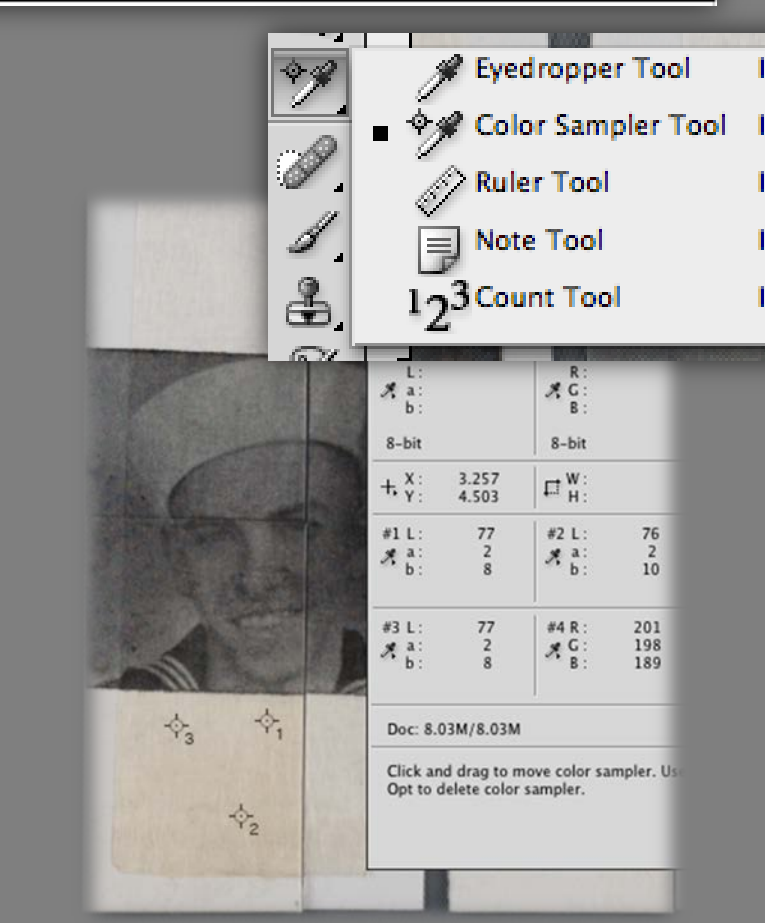 Eyedropper Tool
Color Sampler Tool
Ruler Tool
Note Tool
123 Count Tool
L: R:
a: G:
b: B:
8-bit 8-bit
X: 3.257 W:
Y: 4.503 H:
#1 L: 77 #2 L: 76
a: 2 a: 2
b: 8 b: 10
#3 L: 77 #4 R: 201
a: 2 G: 198
b: 8 B: 189
Doc: 8.03M/8.03M
Click and drag to move color sampler. Use
Opt to delete color sampler.
3 1
2